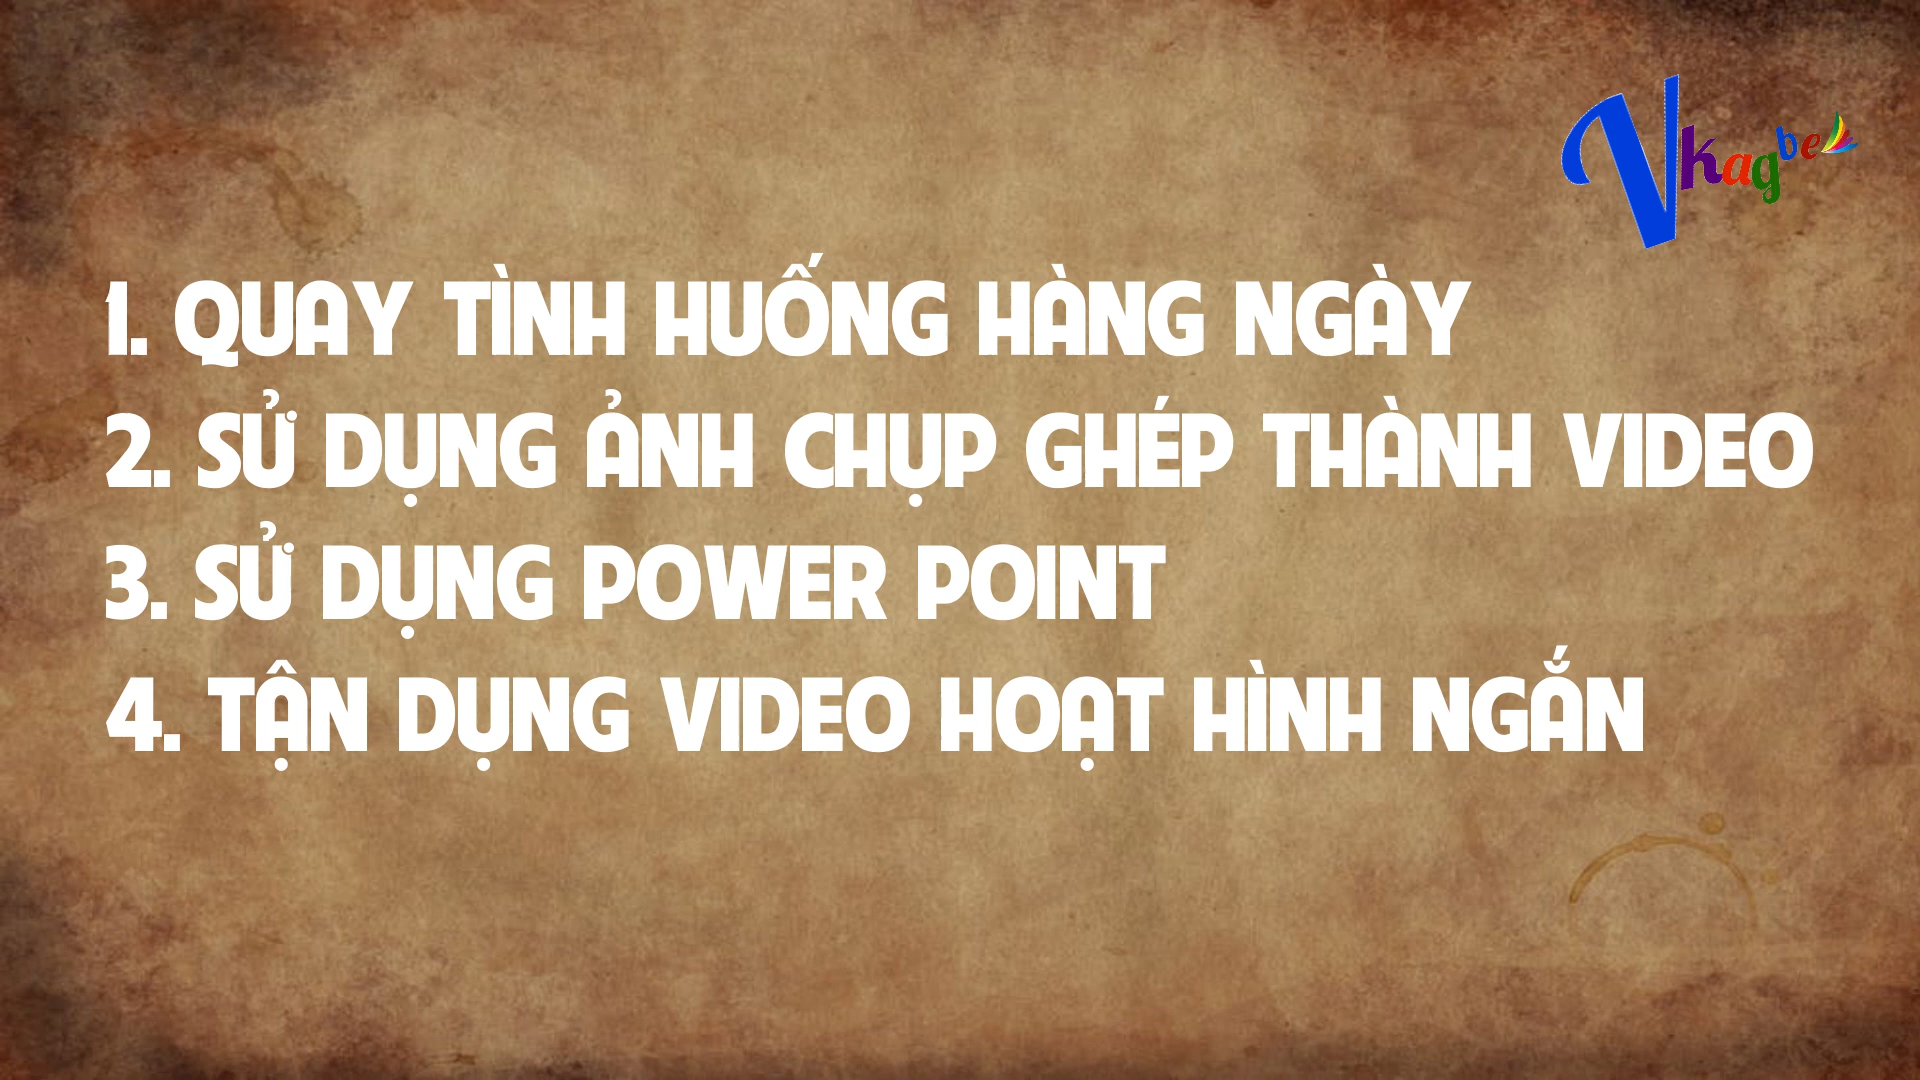 Vkagbe
1. QUAY TÌNH HUỐNG HÀNG NGÀY
2. SỬ DỤNG ẢNH CHỤP GHÉP THÀNH VIDEO
3. SỬ DỤNG POWER POINT
4. TẬN DỤNG VIDEO HOẠT HÌNH NGẮN